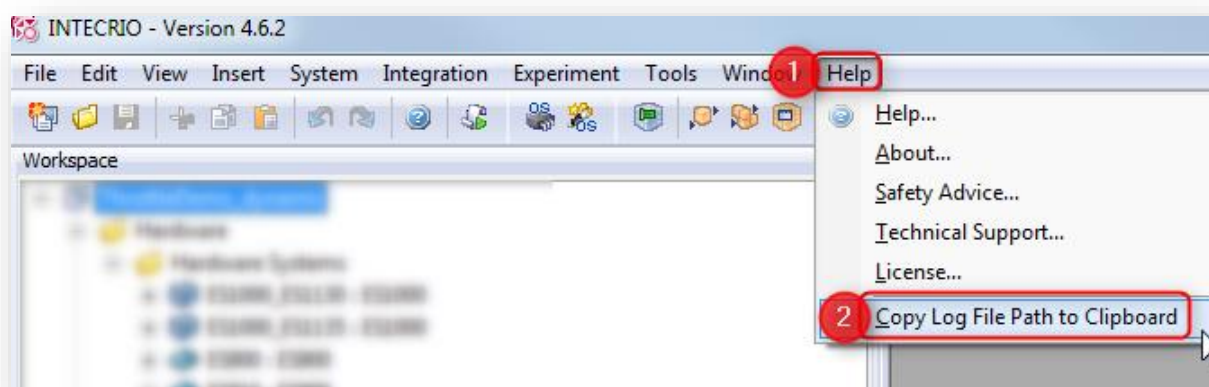 INTECRIO - Version 4.6.2
File Edit View Insert System Integration Experiment Tools Window 1 Help
Help...
Workspace
About...
Safety Advice...
Technical Support...
License...
2 Copy Log File Path to Clipboard